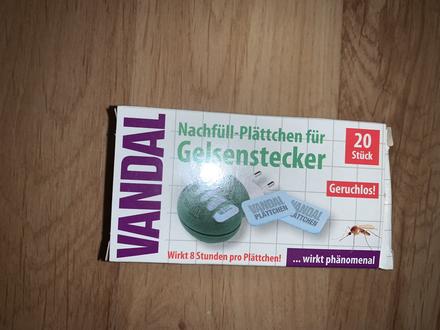 VANDAL
Nachfüll-Plättchen für
Gelsenstecker
20
Stück
Geruchlos!
VANDAL
PLÄTTCHEN
VANDAL
PLÄTTCHEN
Wirkt 8 Stunden pro Plättchen!
... wirkt phänomenal